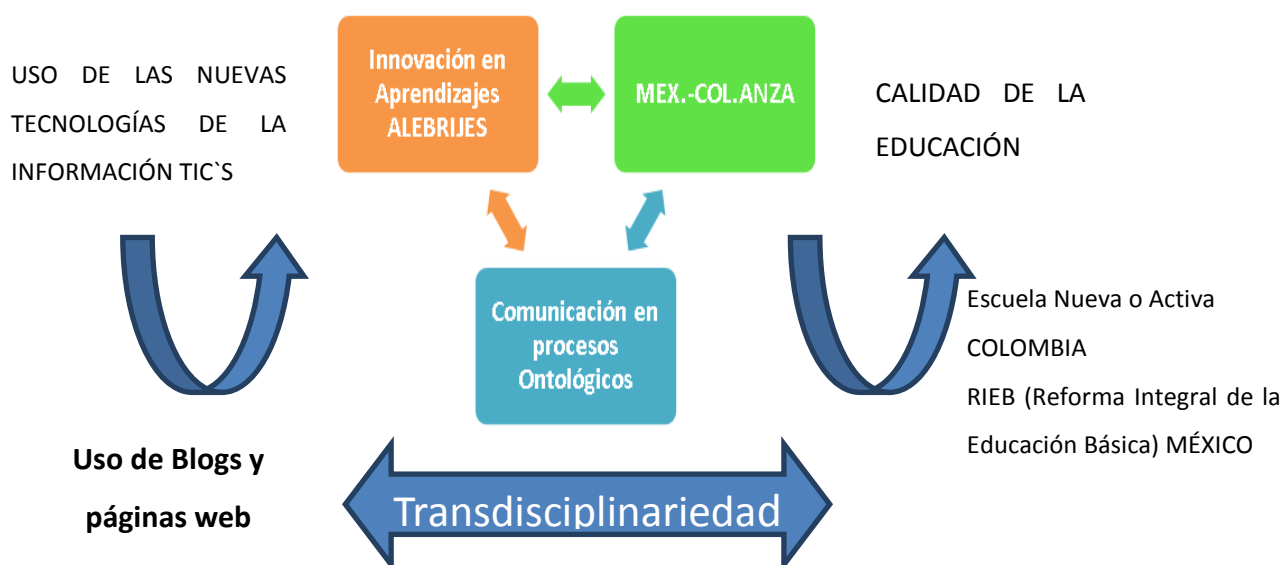 USO DE LAS NUEVAS
TECNOLOGÍAS DE LA
INFORMACIÓN TIC`S
Innovación en
Aprendizajes
ALEBRIJES
MEX.-COL.ANZA
CALIDAD DE LA
EDUCACIÓN
Comunicación en
procesos
Ontológicos
Escuela Nueva o Activa
COLOMBIA
RIEB (Reforma Integral de la
Educación Básica) MÉXICO
Uso de Blogs y
páginas web
Transdisciplinariedad